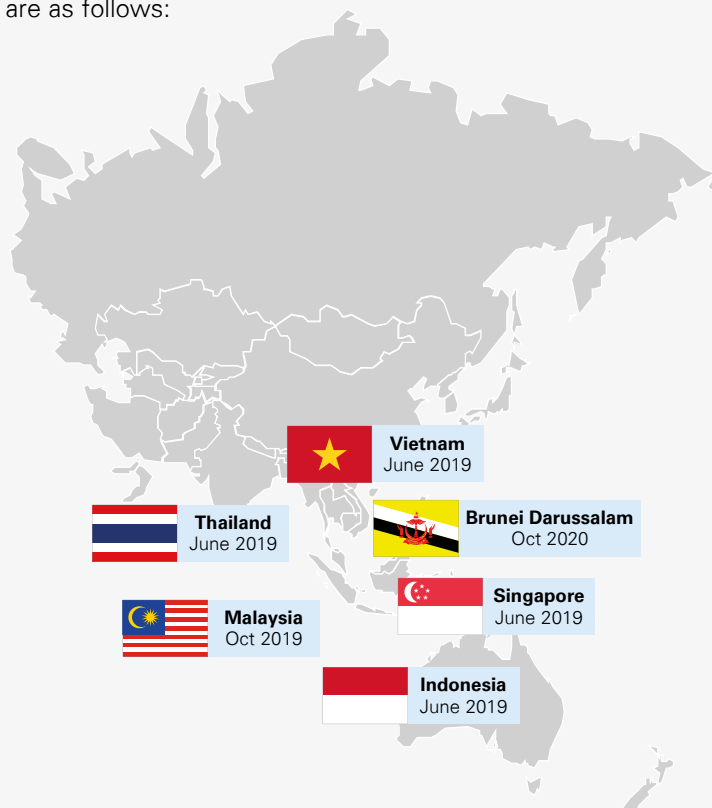 are as follows:
Vietnam
June 2019
Thailand
June 2019
Brunei Darussalam
Oct 2020
Singapore
June 2019
Malaysia
Oct 2019
Indonesia
June 2019